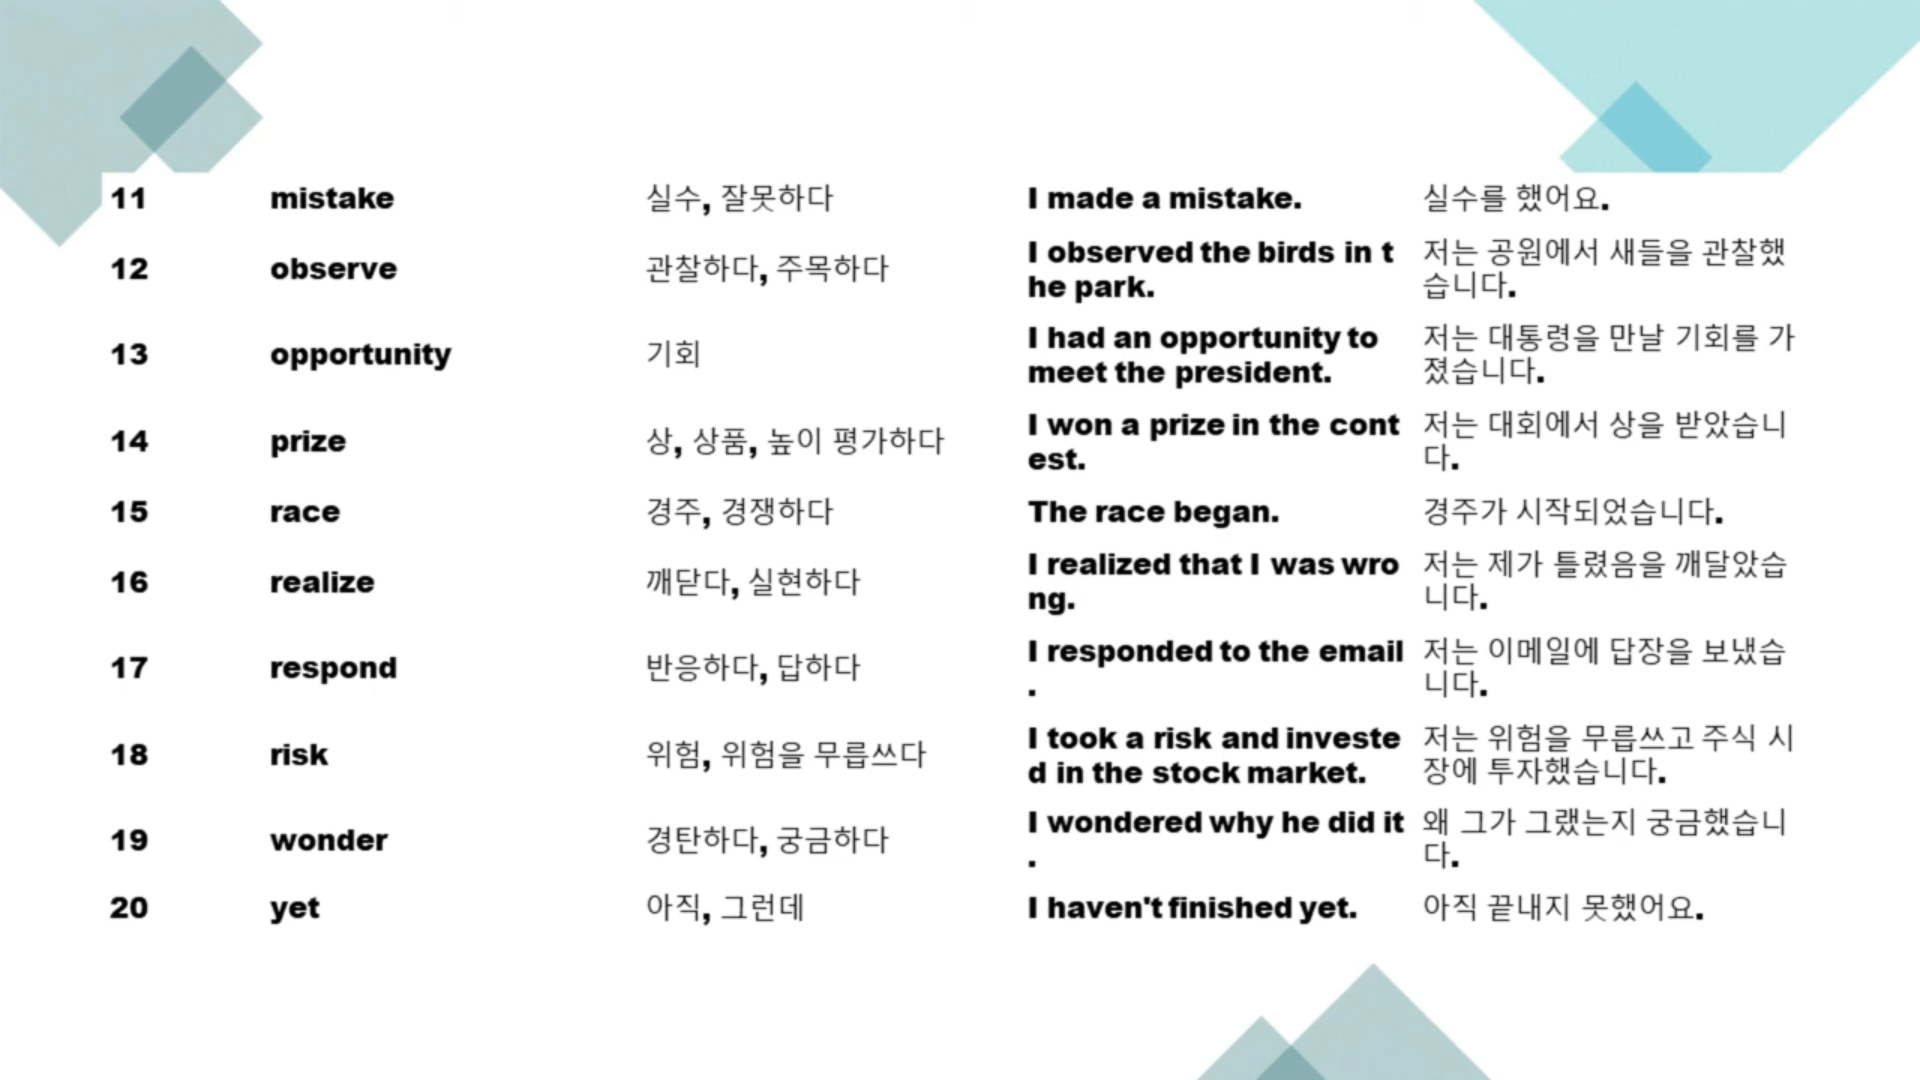 11 mistake 실수, 잘못하다 I made a mistake. 실수를 했어요.
12 observe 관찰하다, 주목하다 I observed the birds in t 저는 공원에서 새들을 관찰했
he park. 습니다.
13 opportunity 기회 I had an opportunity to 저는 대통령을 만날 기회를 가
meet the president. 졌습니다.
14 prize 상, 상품, 높이 평가하다 I won a prize in the cont 저는 대회에서 상을 받았습니
est. 다.
15 race 경주, 경쟁하다 The race began. 경주가 시작되었습니다.
16 realize 깨닫다, 실현하다 I realized that I was wro 저는 제가 틀렸음을 깨달았습
ng. 니다.
17 respond 반응하다, 답하다 I responded to the email 저는 이메일에 답장을 보냈습
. 니다.
18 risk 위험, 위험을 무릅쓰다 I took a risk and investe 저는 위험을 무릅쓰고 주식 시
d in the stock market. 장에 투자했습니다.
19 wonder 경탄하다, 궁금하다 I wondered why he did it 왜 그가 그랬는지 궁금했습니
. 다.
20 yet 아직, 그런데 I haven't finished yet. 아직 끝내지 못했어요.